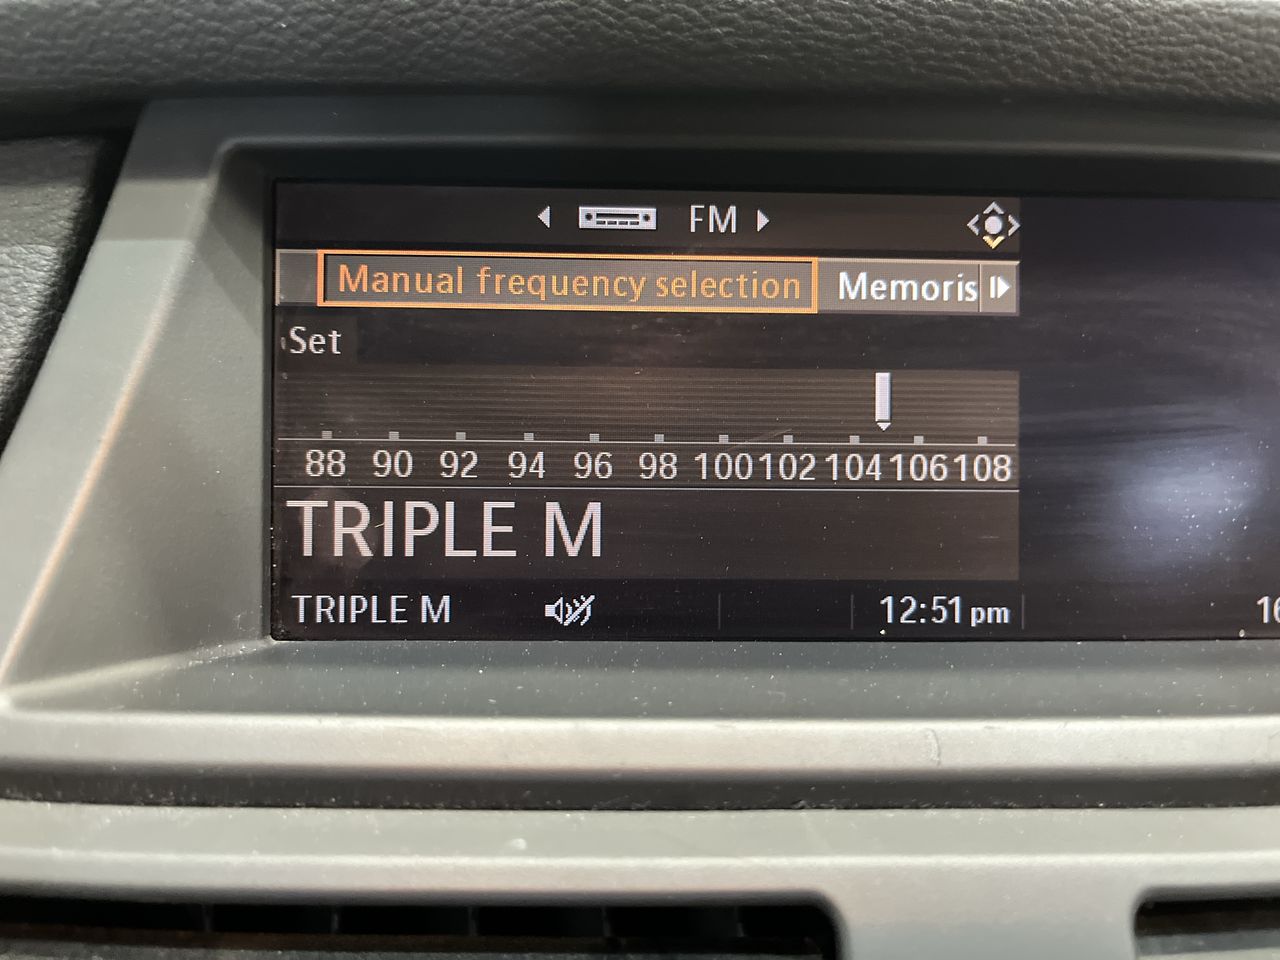 FM
Manual frequency selection Memoris
Set
88 90 92 94 96 98 100 102 104 106 108
TRIPLE M
TRIPLE M 12:51 pm 16